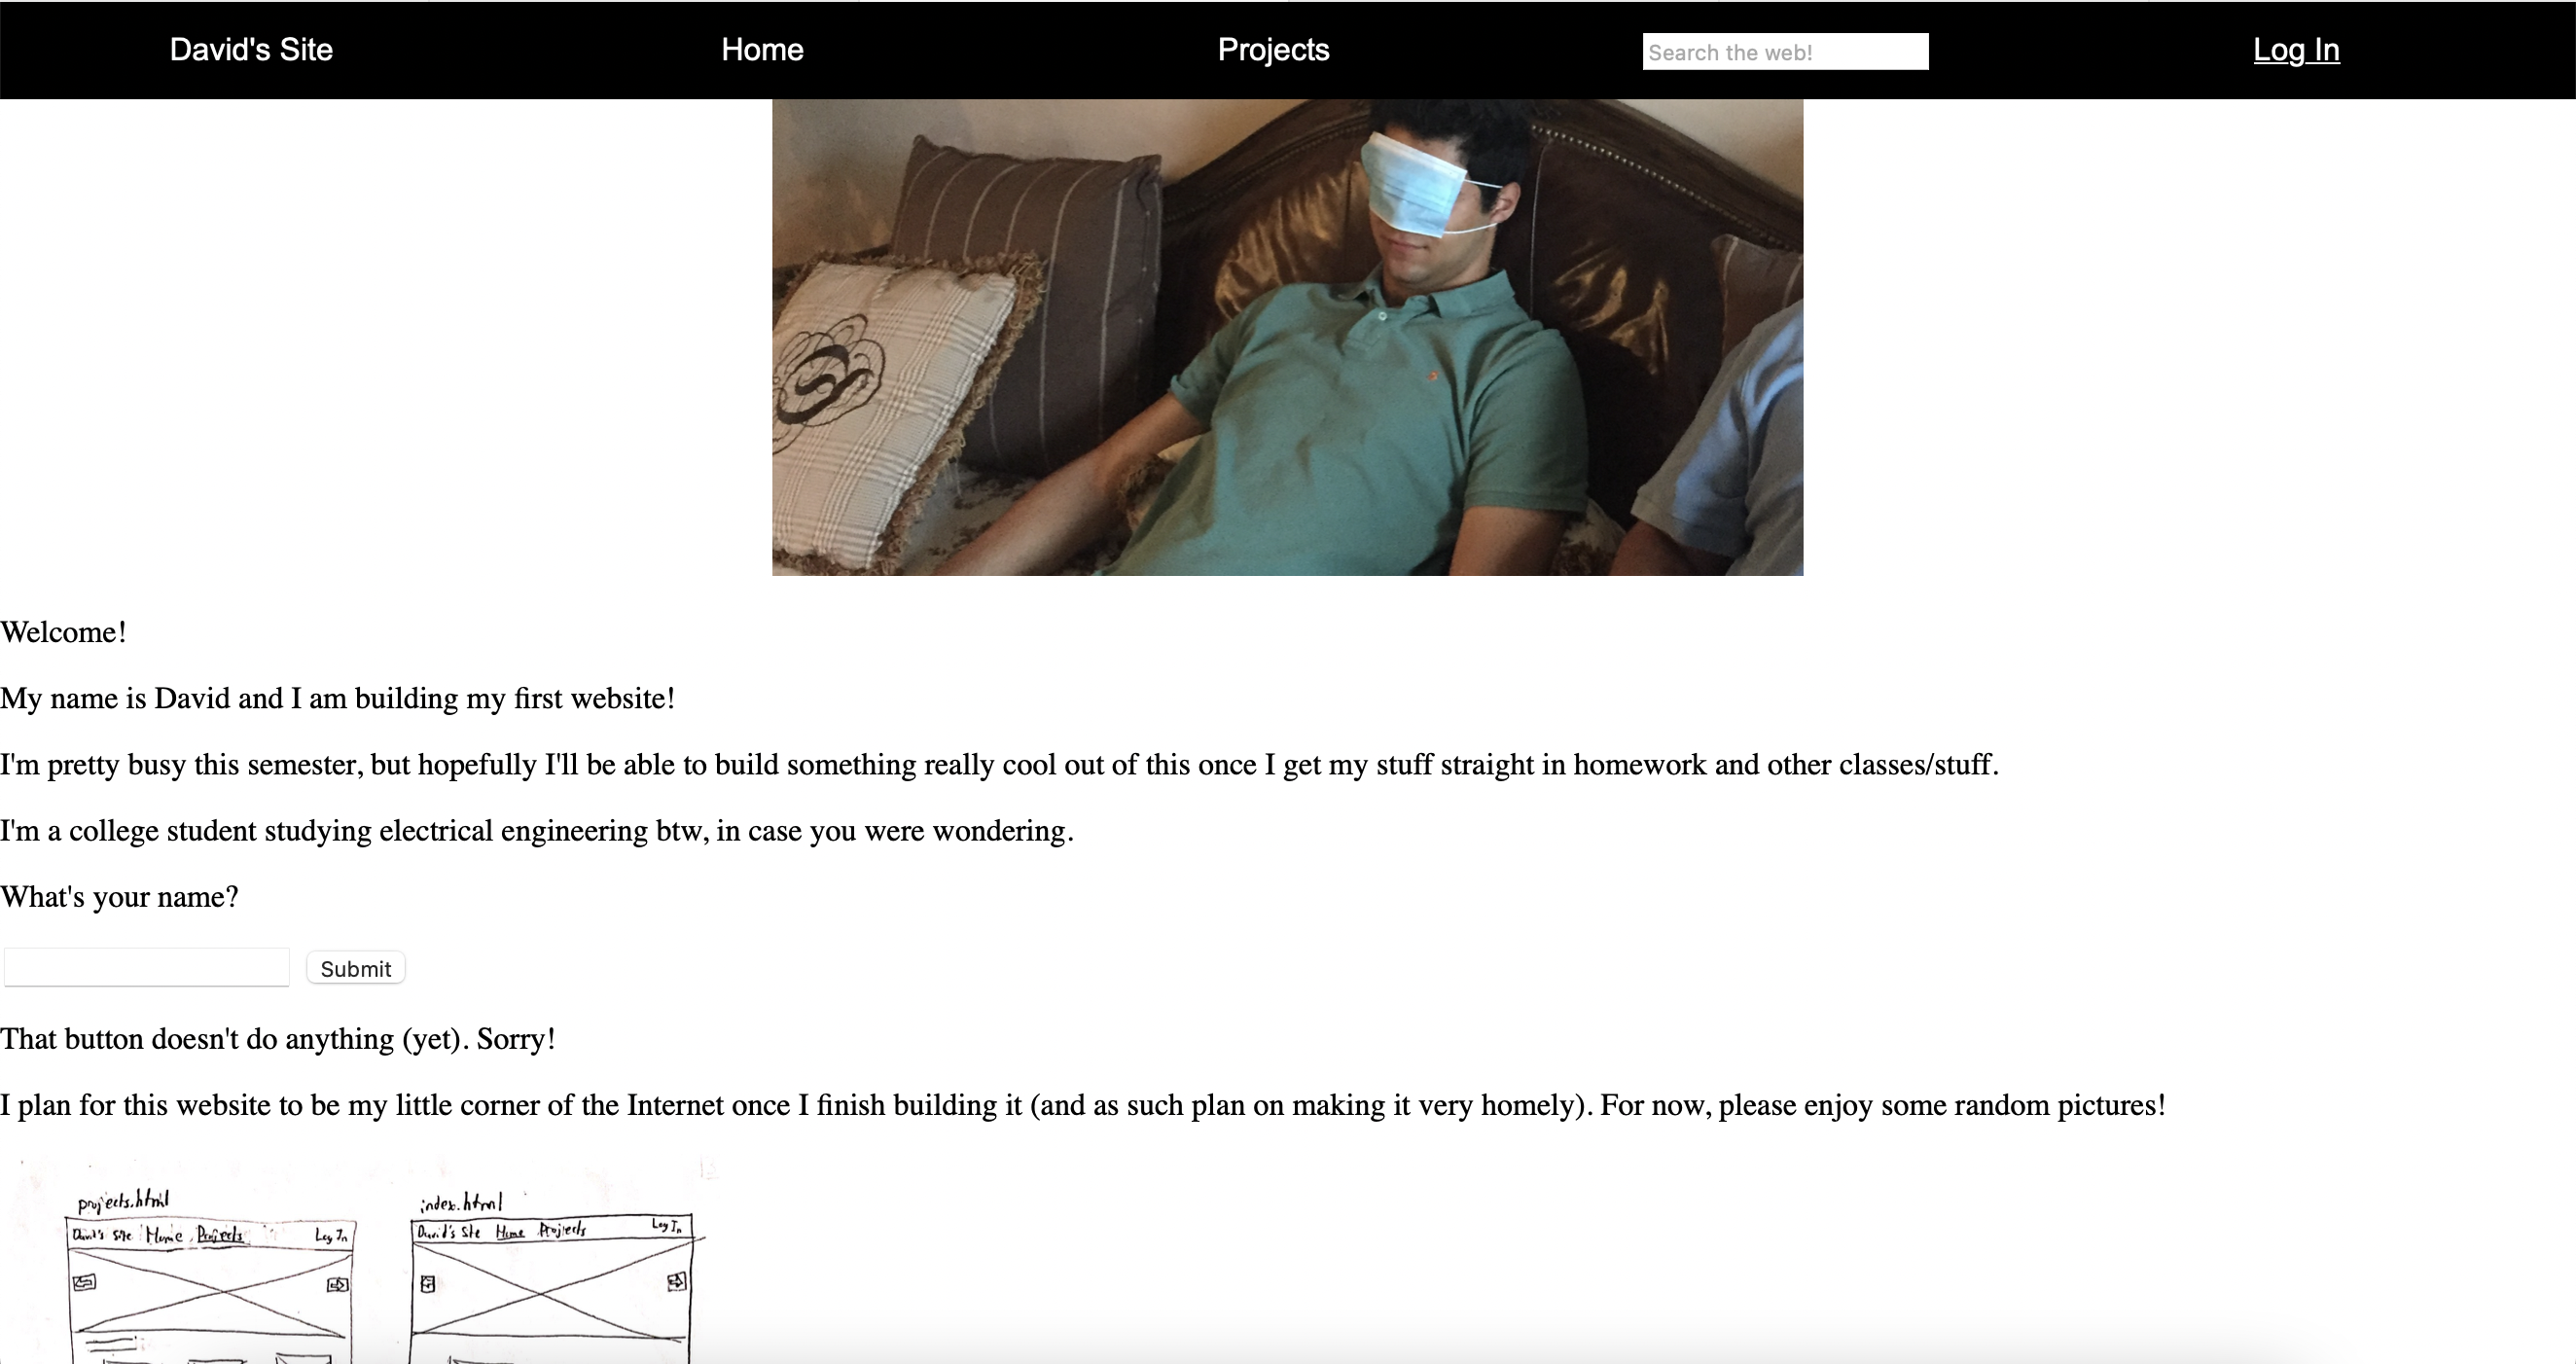 David's Site Home Projects Search the web! Log In
Welcome!
My name is David and I am building my first website!
I'm pretty busy this semester, but hopefully I'll be able to build something really cool out of this once I get my stuff straight in homework and other classes/stuff.
I'm a college student studying electrical engineering btw, in case you were wondering.
What's your name?
Submit
That button doesn't do anything (yet). Sorry!
I plan for this website to be my little corner of the Internet once I finish building it (and as such plan on making it very homely). For now, please enjoy some random pictures!
projects.html index.html
David's Site Home Projects Log In David's Site Home Projects Log In